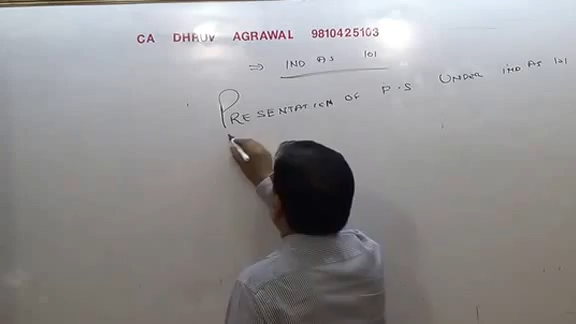 CA DHRUV AGRAWAL 9810425103
⇒ IND AS 101
PRESENTATION OF F.S UNDER IND AS 101